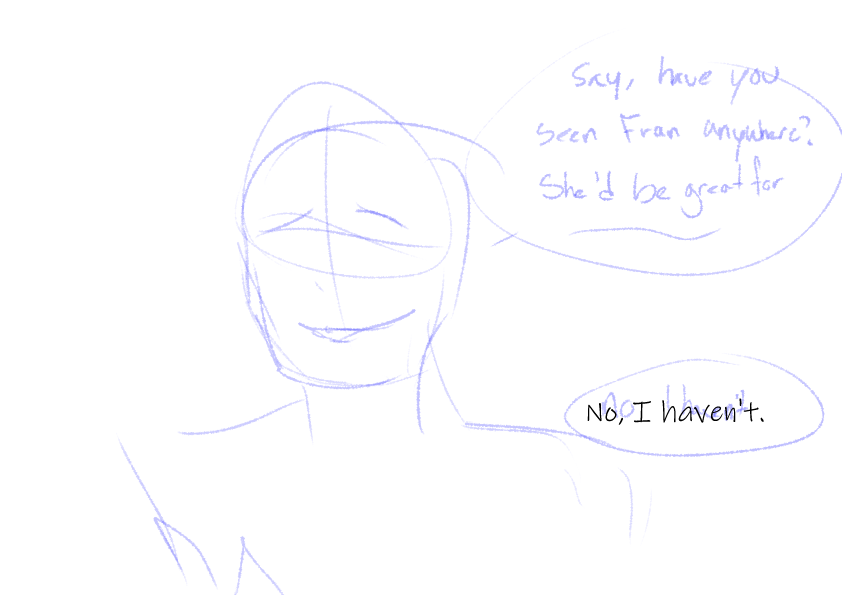 Say, have you
seen Fran anywhere?
She'd be great for
No, I haven't.